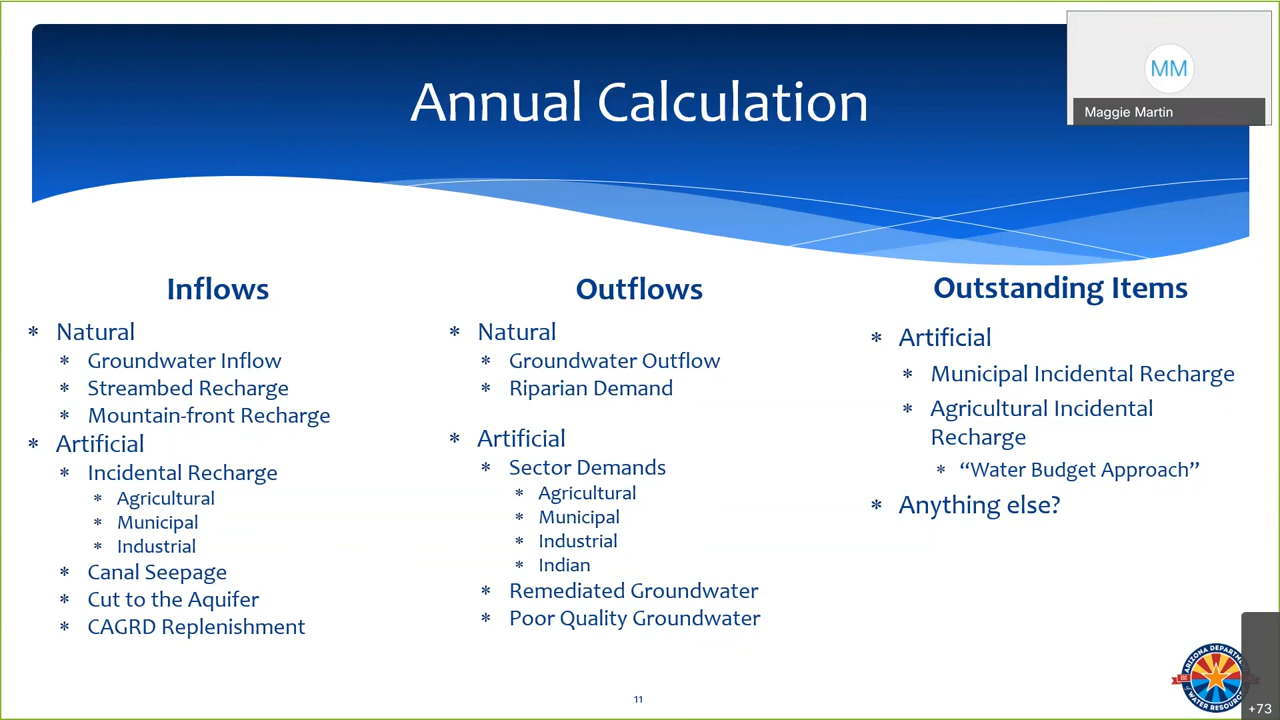 Annual Calculation
MM
Maggie Martin
Inflows
* Natural
* Groundwater Inflow
* Streambed Recharge
* Mountain-front Recharge
* Artificial
* Incidental Recharge
* Agricultural
* Municipal
* Industrial
* Canal Seepage
* Cut to the Aquifer
* CAGRD Replenishment
Outflows
* Natural
* Groundwater Outflow
* Riparian Demand
* Artificial
* Sector Demands
* Agricultural
* Municipal
* Industrial
* Indian
* Remediated Groundwater
* Poor Quality Groundwater
Outstanding Items
* Artificial
* Municipal Incidental Recharge
* Agricultural Incidental
Recharge
* “Water Budget Approach”
* Anything else?
11
ARIZONA
WATER
+73